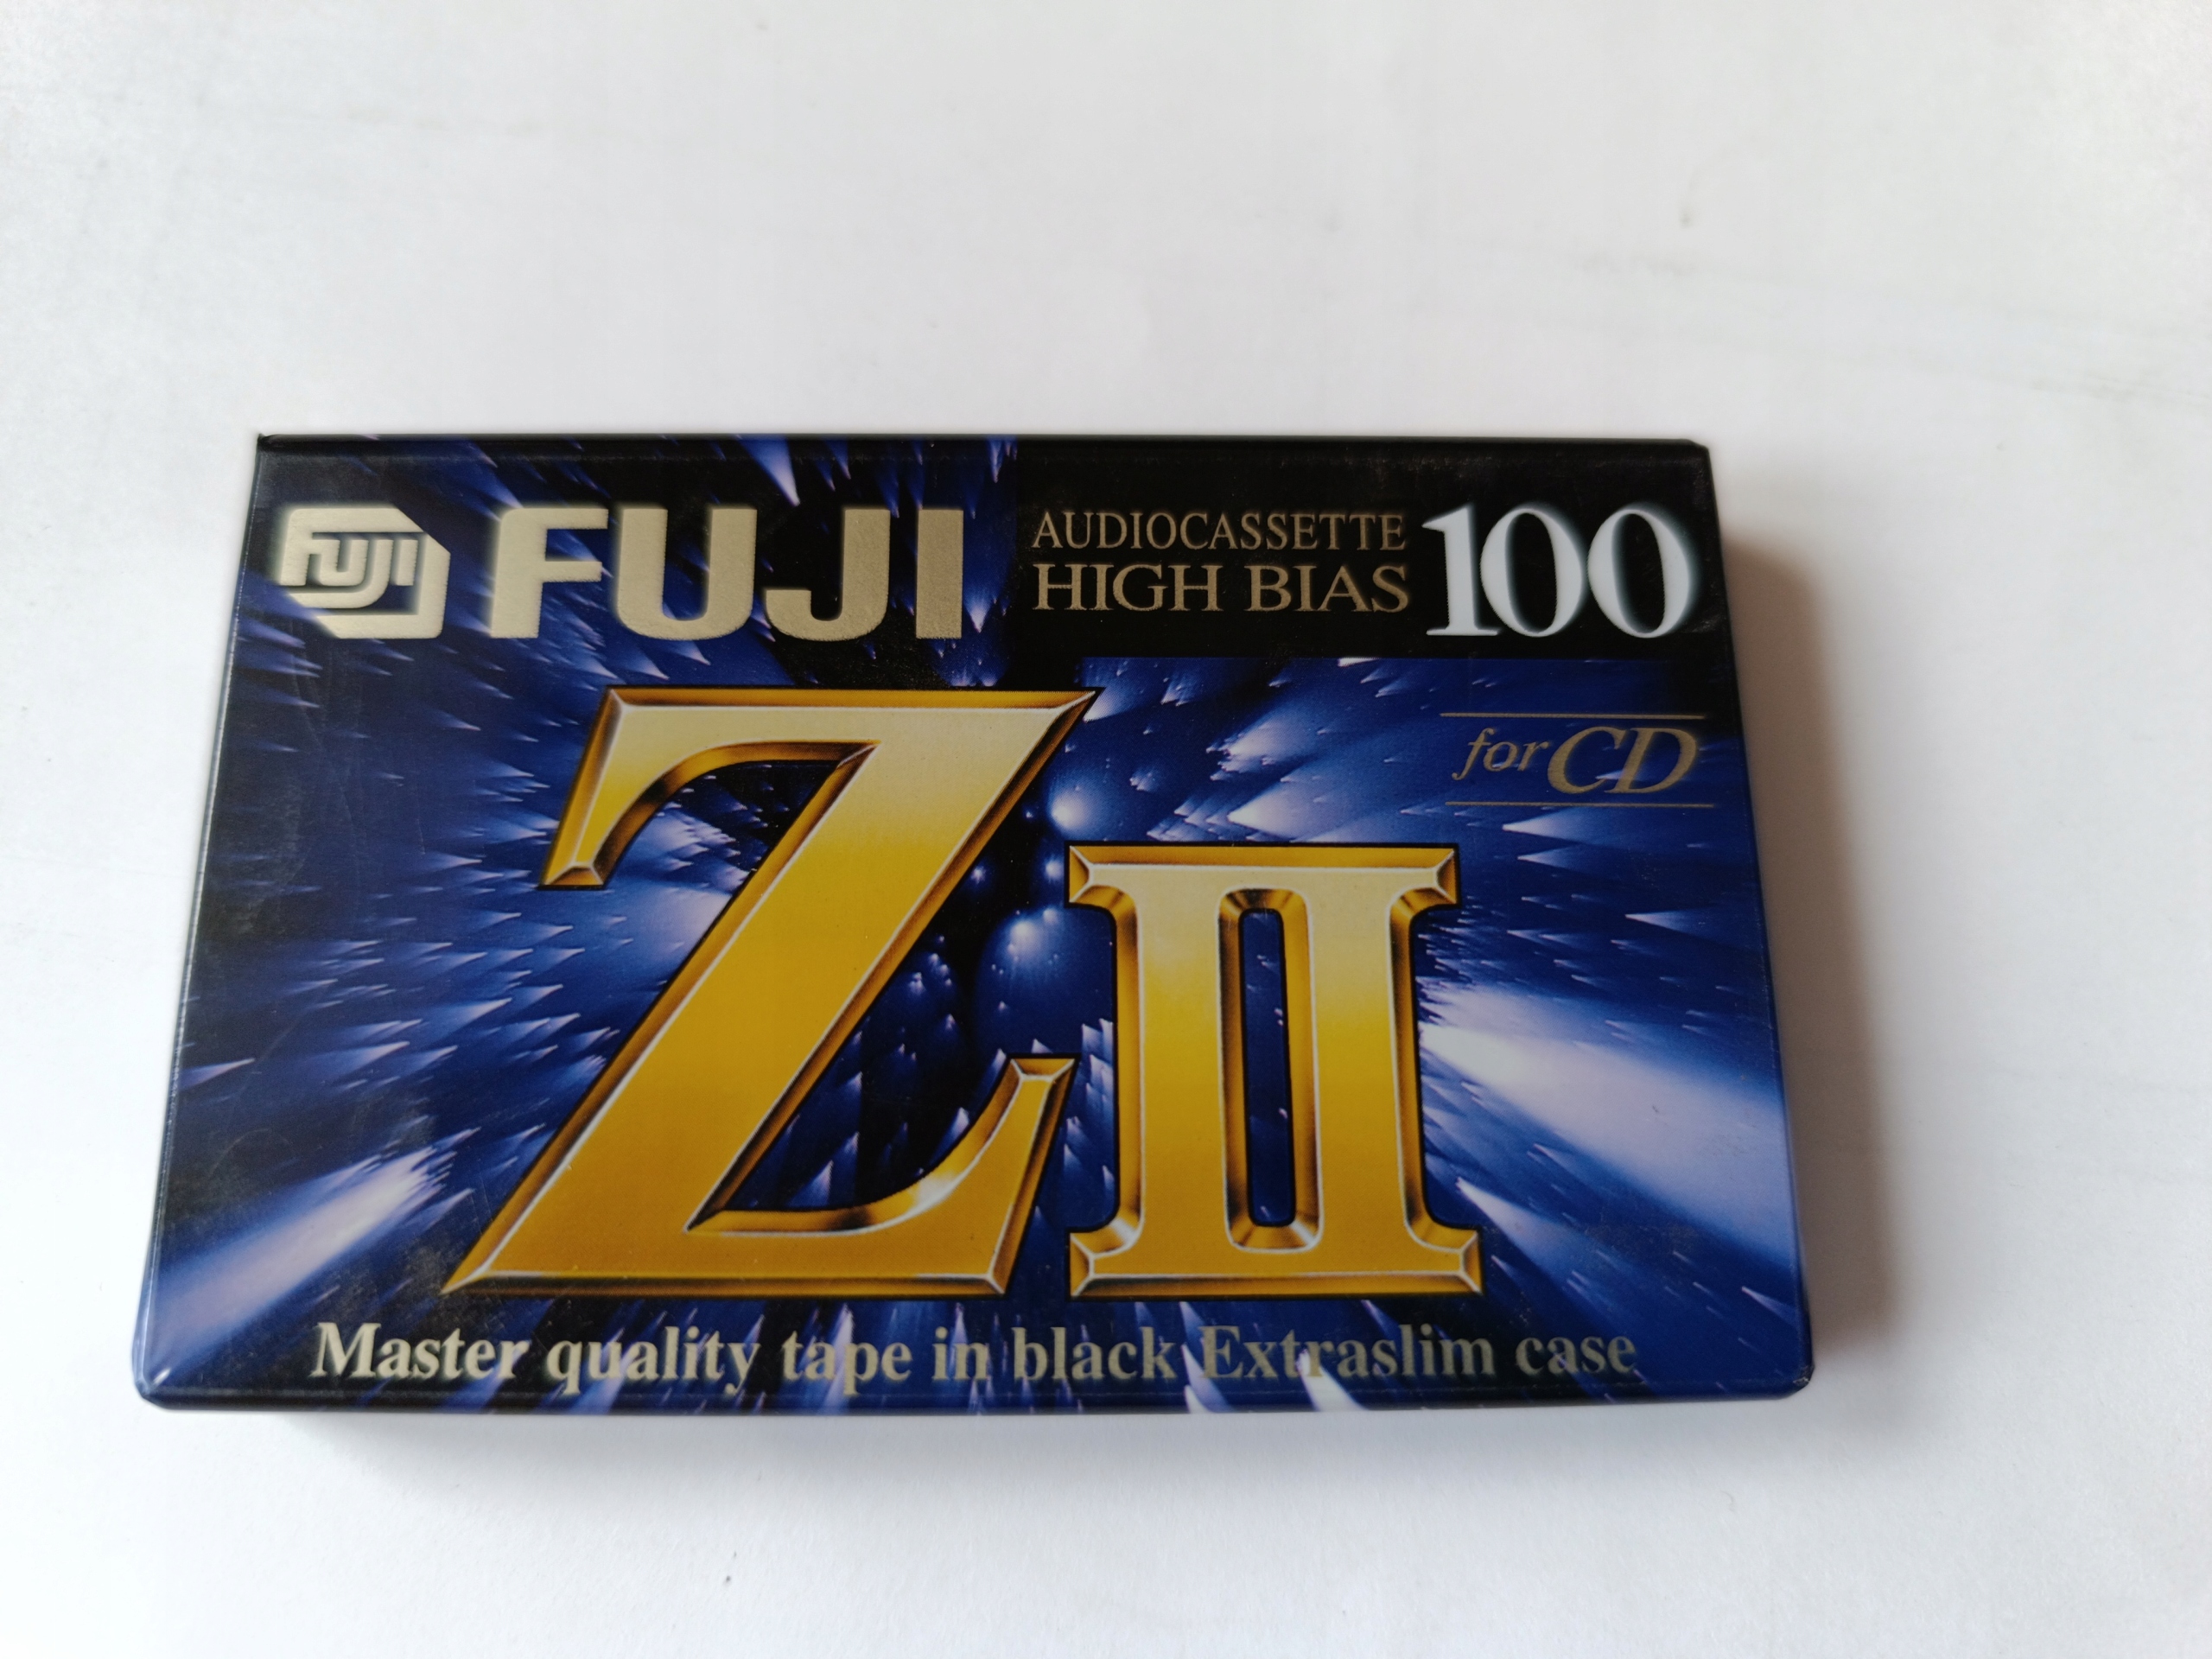 FUJI FUJI
AUDIOCASSETTE
HIGH BIAS
100
for CD
ZII
Master quality tape in black Extraslim case